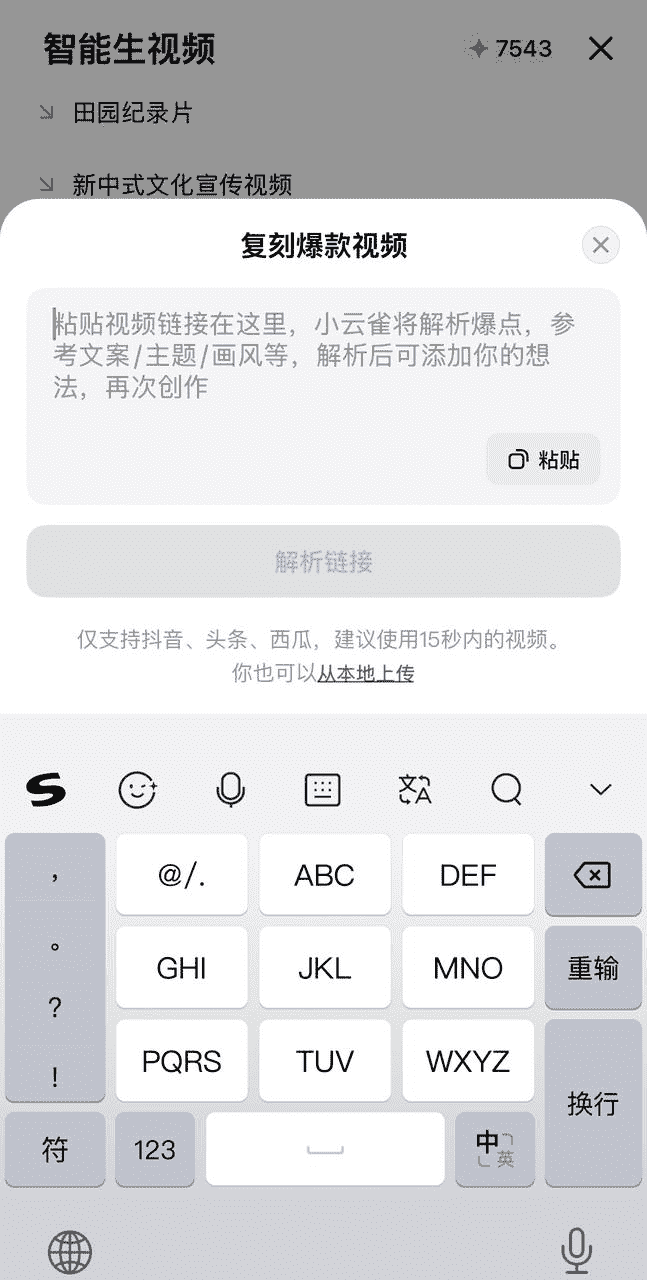 智能生视频
7543
田园纪录片
新中式文化宣传视频
复刻爆款视频
粘贴视频链接在这里，小云雀将解析爆点，参
考文案/主题/画风等，解析后可添加你的想
法，再次创作
粘贴
解析链接
仅支持抖音、头条、西瓜，建议使用15秒内的视频。
你也可以从本地上传
，
@/.
ABC
DEF
。
GHI
JKL
MNO
重输
?
!
PQRS
TUV
WXYZ
换行
符
123
中
英